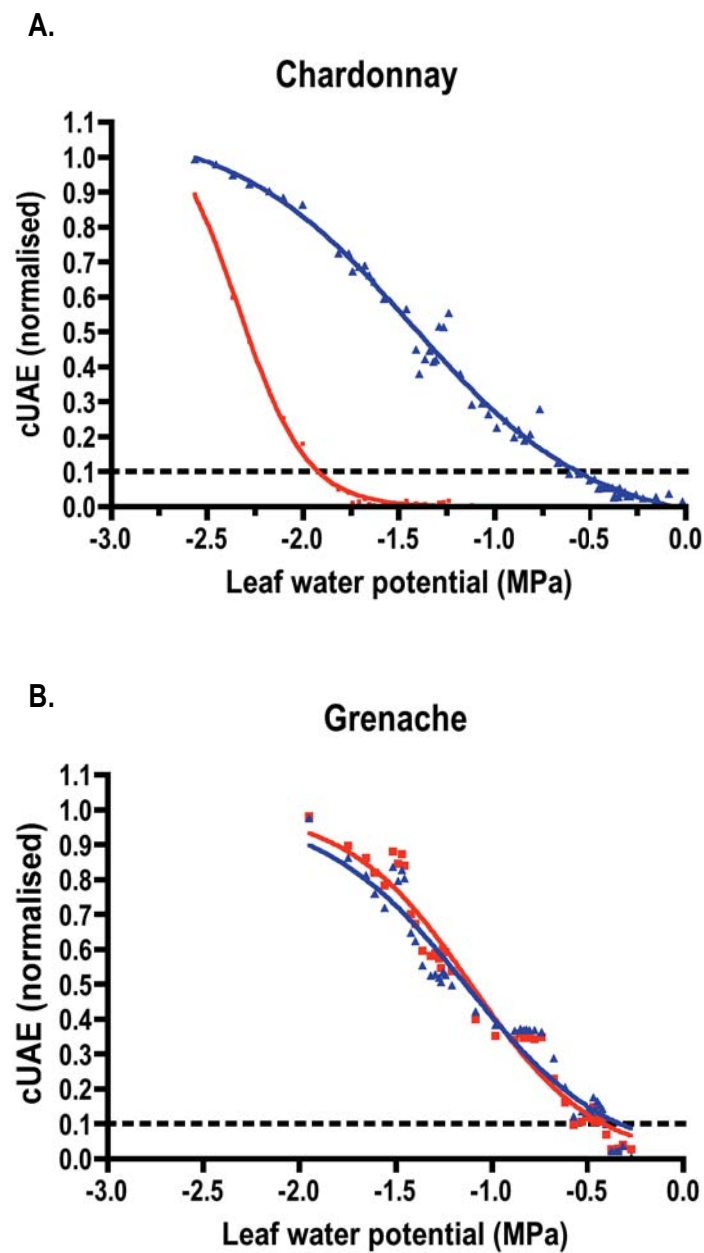 A.
Chardonnay
1.1
1.0
0.9
0.8
0.7
0.6
0.5
0.4
0.3
0.2
0.1
0.0
cUAE (normalised)
-3.0 -2.5 -2.0 -1.5 -1.0 -0.5 0.0
Leaf water potential (MPa)
B.
Grenache
1.1
1.0
0.9
0.8
0.7
0.6
0.5
0.4
0.3
0.2
0.1
0.0
cUAE (normalised)
-3.0 -2.5 -2.0 -1.5 -1.0 -0.5 0.0
Leaf water potential (MPa)